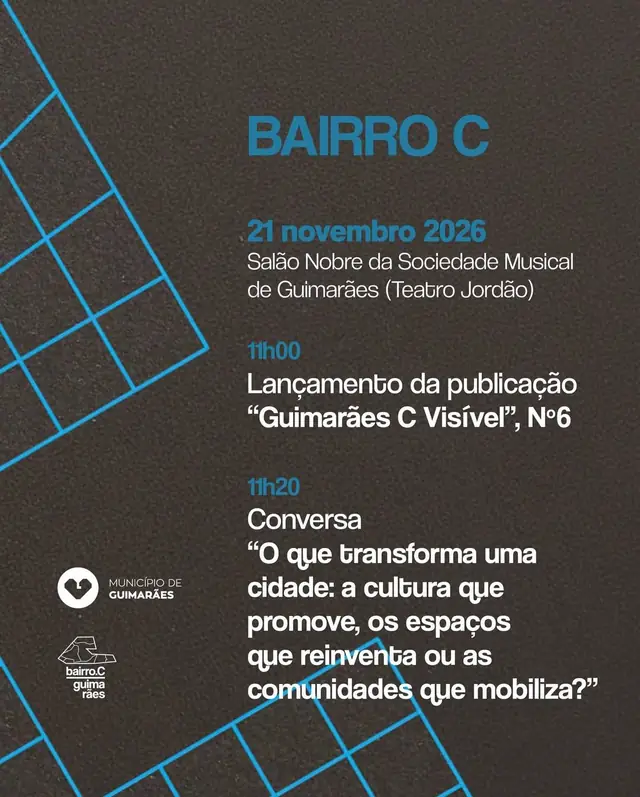 BAIRRO C
21 novembro 2026
Salão Nobre da Sociedade Musical
de Guimarães (Teatro Jordão)
11h00
Lançamento da publicação
“Guimarães C Visível”, Nº6
11h20
Conversa
“O que transforma uma
cidade: a cultura que
promove, os espaços
que reinventa ou as
comunidades que mobiliza?”
MUNICÍPIO DE
GUIMARÃES
bairro.C
guima
rães